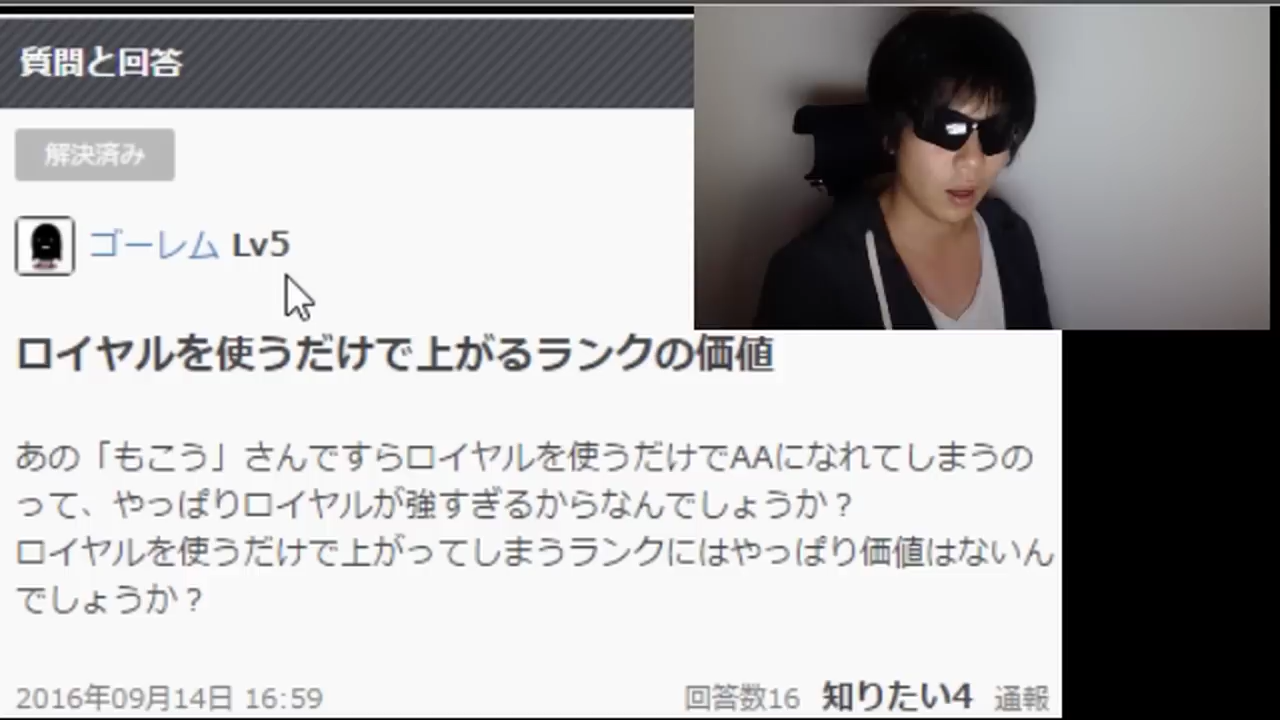 質問と回答
解決済み
ゴーレム Lv5
ロイヤルを使うだけで上がるランクの価値
あの「もこう」さんですらロイヤルを使うだけでAAになれてしまうの
って、やっぱりロイヤルが強すぎるからなんでしょうか？
ロイヤルを使うだけで上がってしまうランクにはやっぱり価値はないん
でしょうか？
2016年09月14日 16:59 回答数16 知りたい4 通報